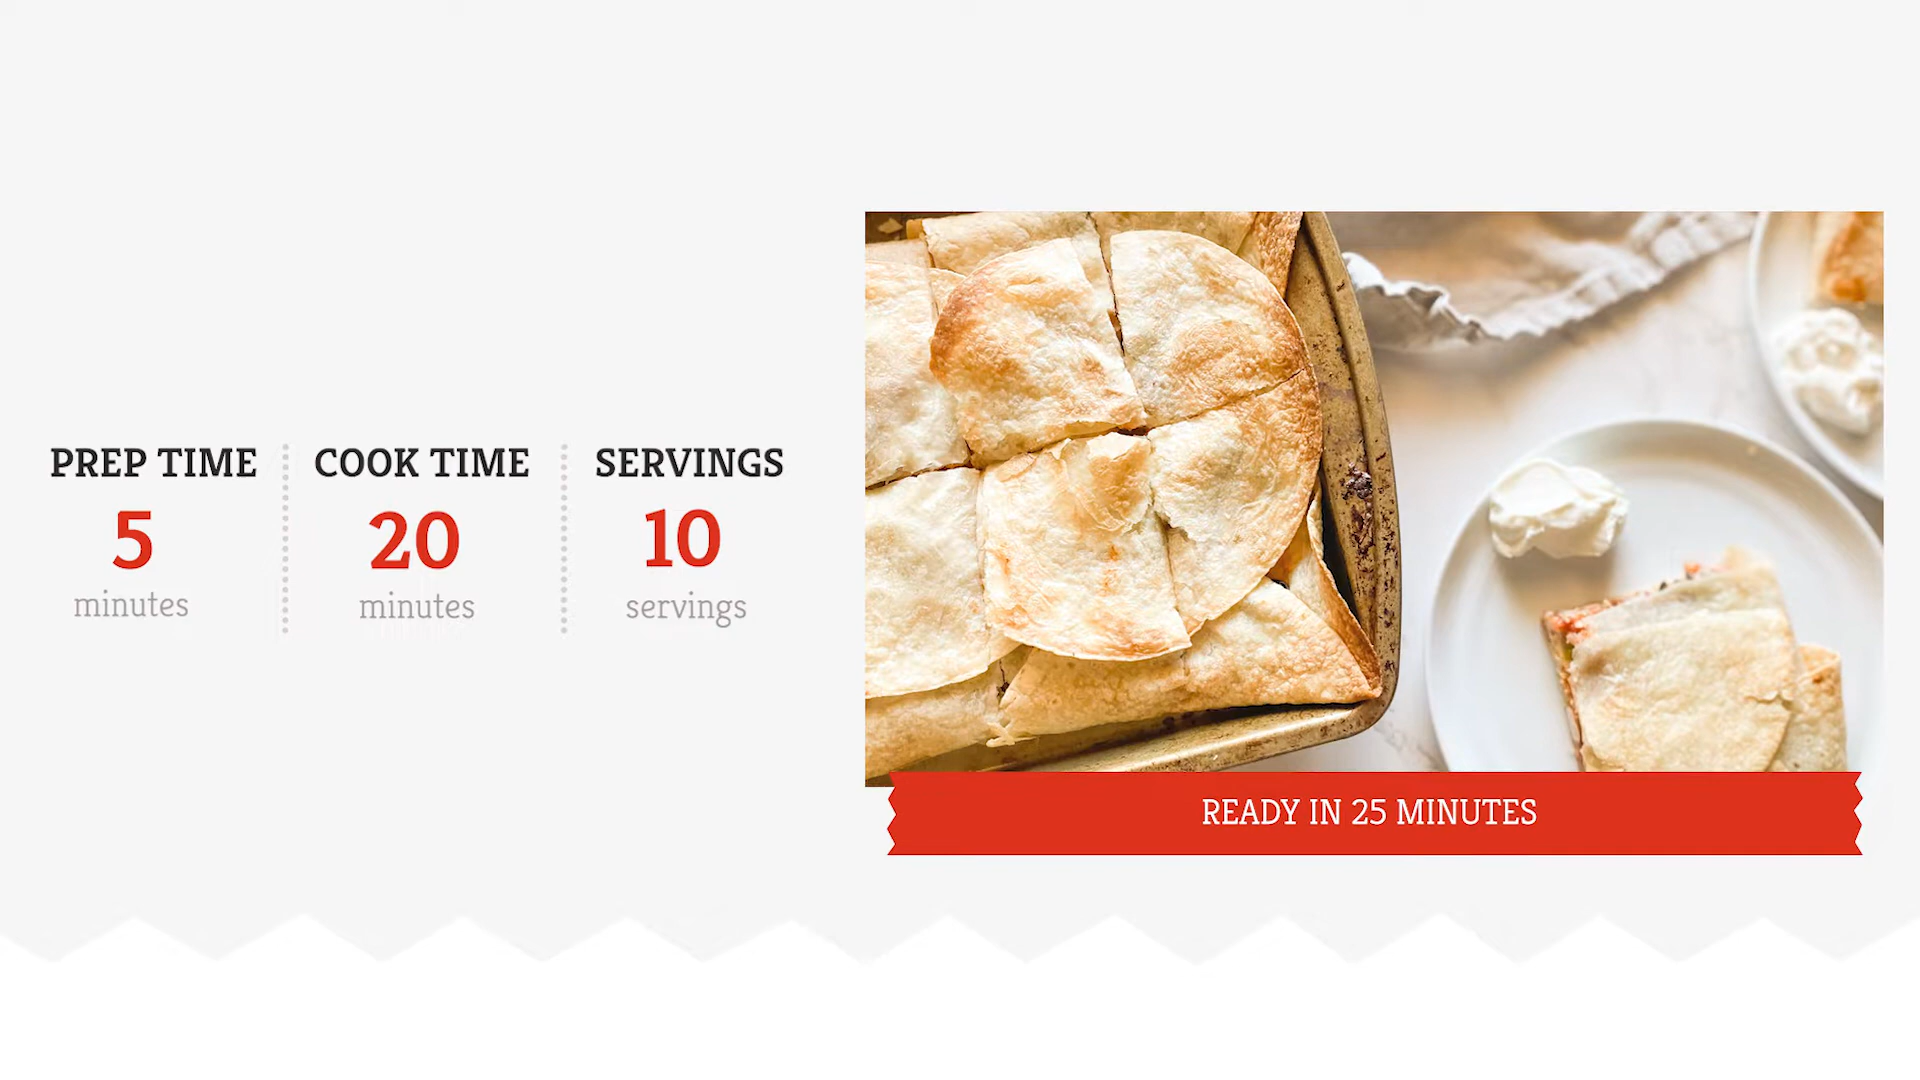 PREP TIME
5
minutes
COOK TIME
20
minutes
SERVINGS
10
servings
READY IN 25 MINUTES